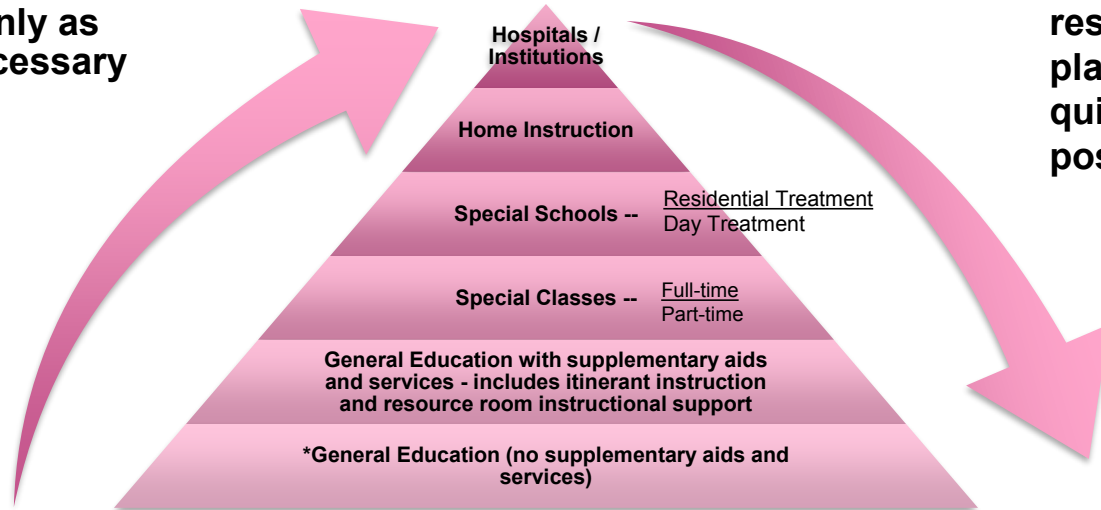 nly as
cessary
Hospitals /
Institutions
res
pla
qui
pos
Home Instruction
Special Schools -- Residential Treatment
Day Treatment
Special Classes -- Full-time
Part-time
General Education with supplementary aids
and services - includes itinerant instruction
and resource room instructional support
*General Education (no supplementary aids and
services)